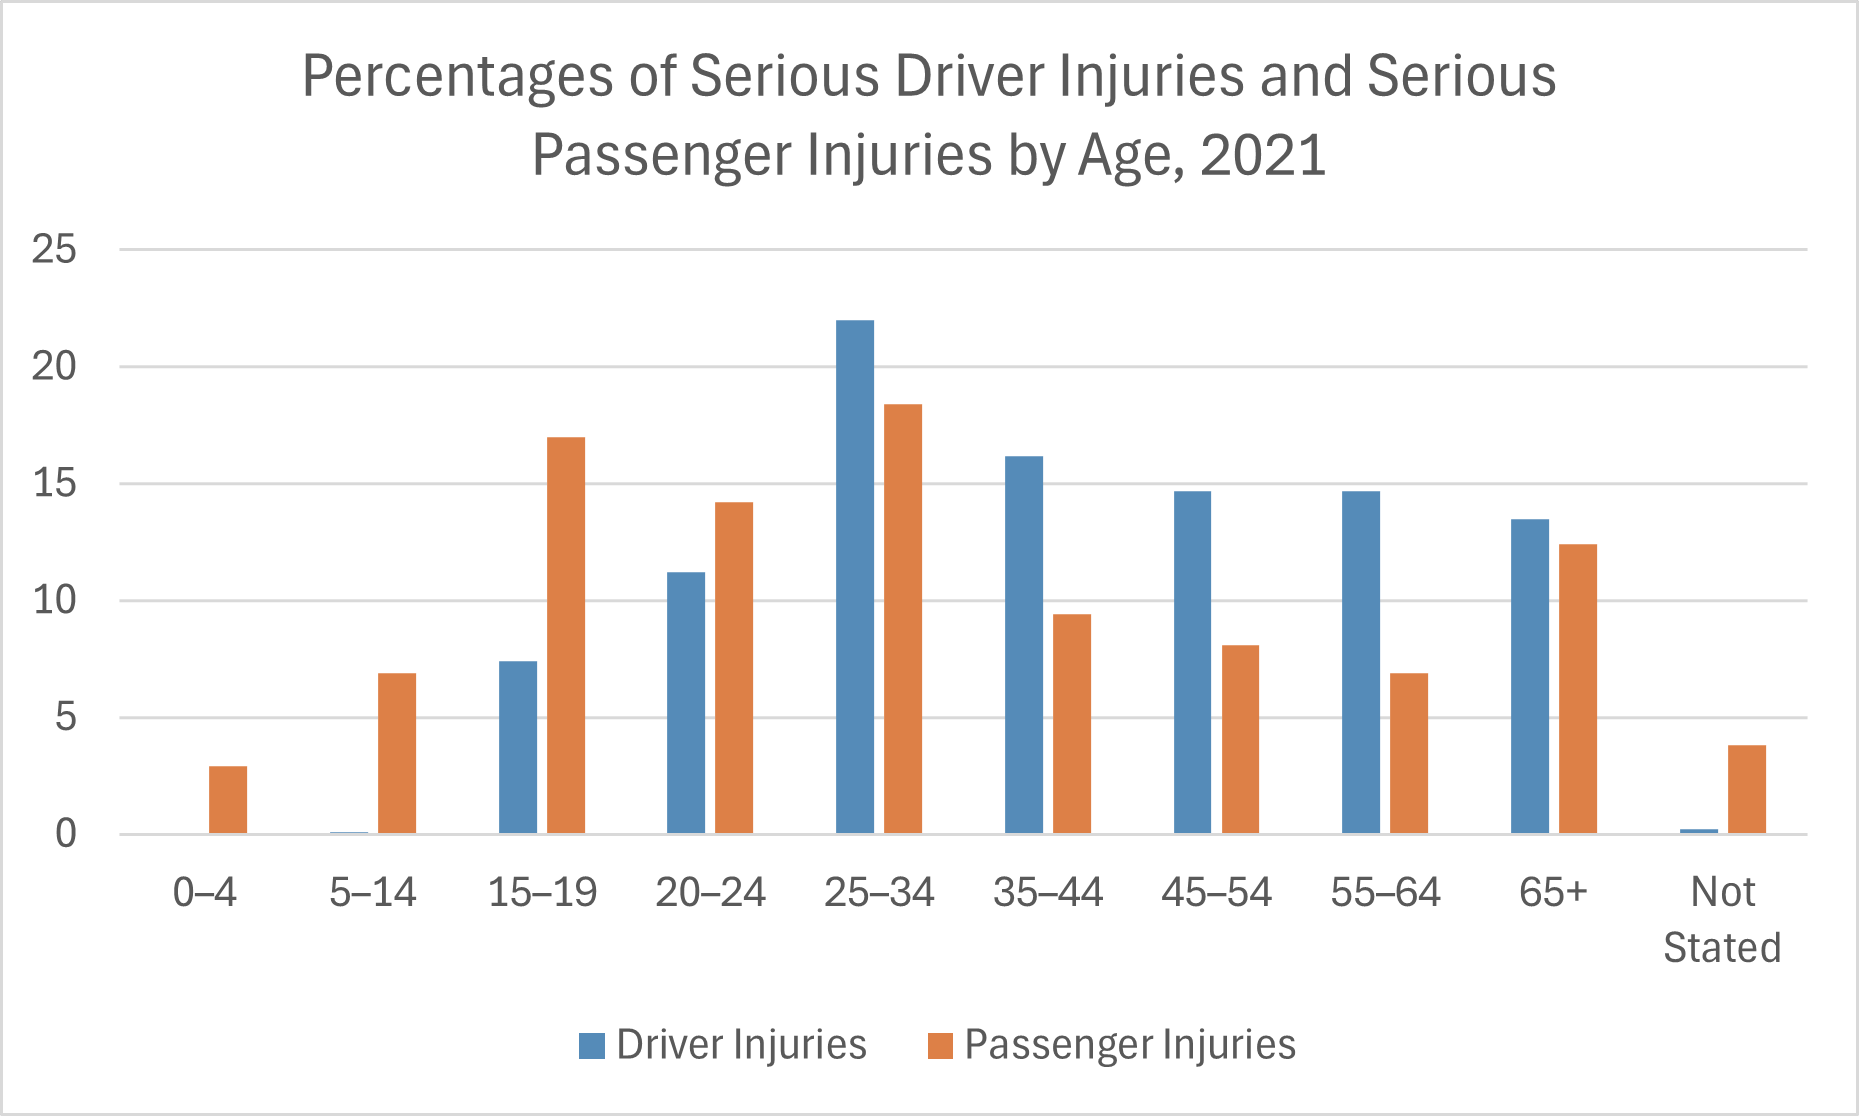 Percentages of Serious Driver Injuries and Serious
Passenger Injuries by Age, 2021
25
20
15
10
5
0
0–4 5–14 15–19 20–24 25–34 35–44 45–54 55–64 65+ Not
Stated
Driver Injuries Passenger Injuries